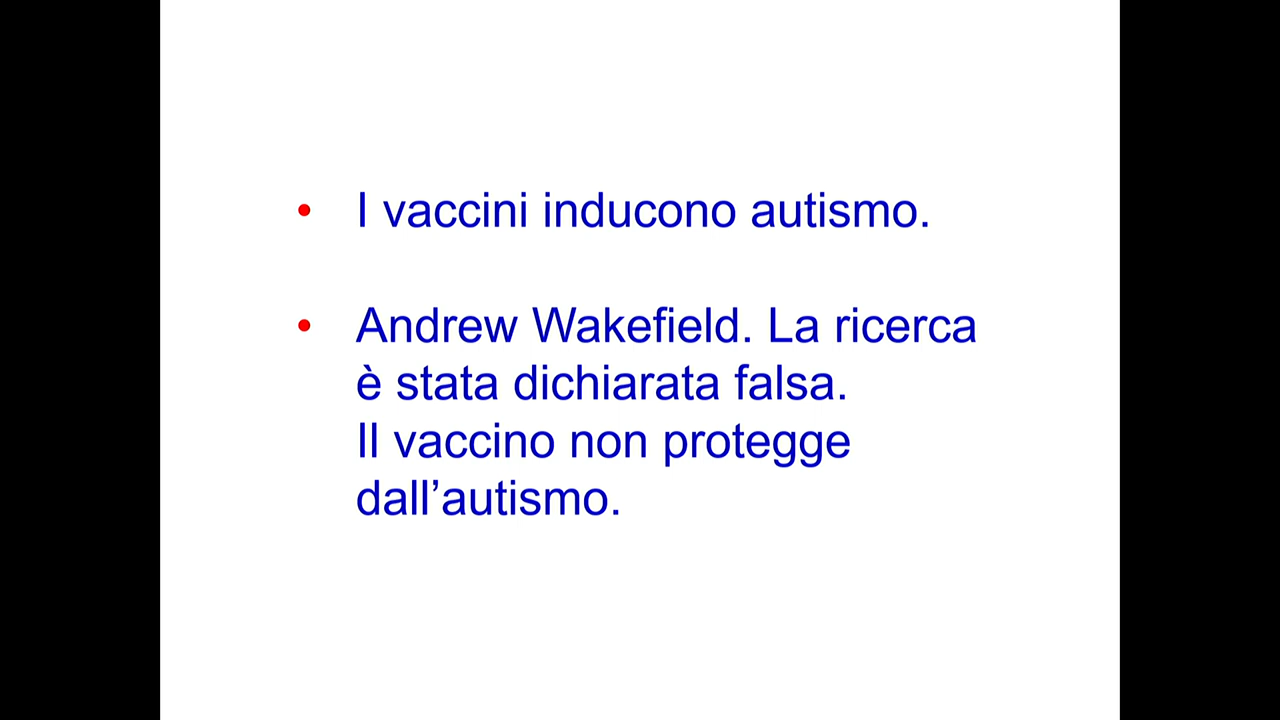 • I vaccini inducono autismo.
• Andrew Wakefield. La ricerca
è stata dichiarata falsa.
Il vaccino non protegge
dall’autismo.